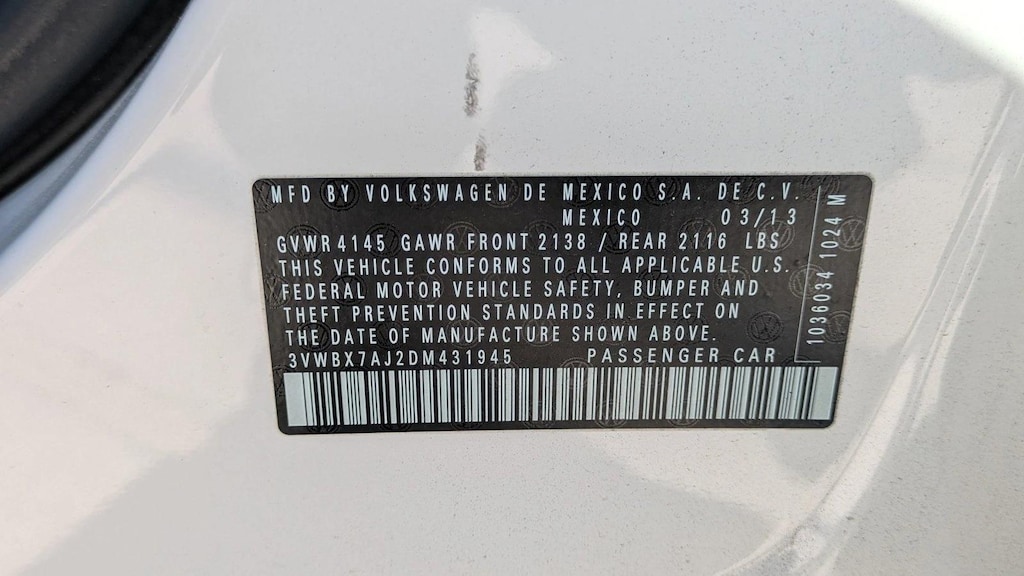 MFD BY VOLKSWAGEN DE MEXICO S.A. DE C.V.
MEXICO 03/13
GVWR 4145 GAWR FRONT 2138 / REAR 2116 LBS
THIS VEHICLE CONFORMS TO ALL APPLICABLE U.S.
FEDERAL MOTOR VEHICLE SAFETY, BUMPER AND
THEFT PREVENTION STANDARDS IN EFFECT ON
THE DATE OF MANUFACTURE SHOWN ABOVE.
3VWBX7AJ2DM431945 PASSENGER CAR
1036034 1024 M